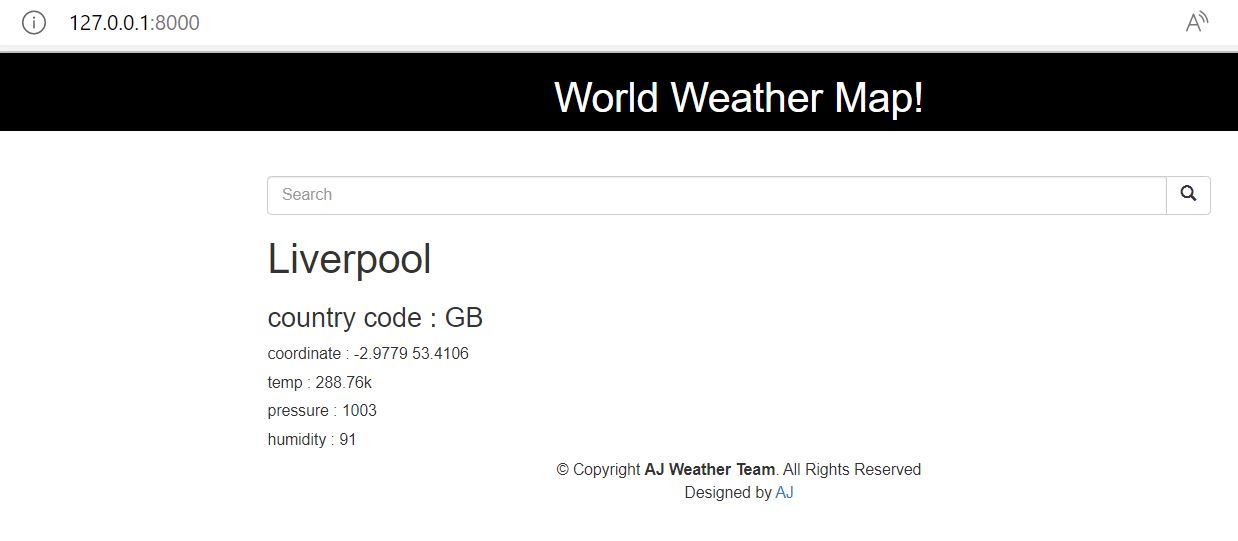 127.0.0.1:8000
World Weather Map!
Search
Liverpool
country code : GB
coordinate : -2.9779 53.4106
temp : 288.76k
pressure : 1003
humidity : 91
© Copyright AJ Weather Team. All Rights Reserved
Designed by AJ